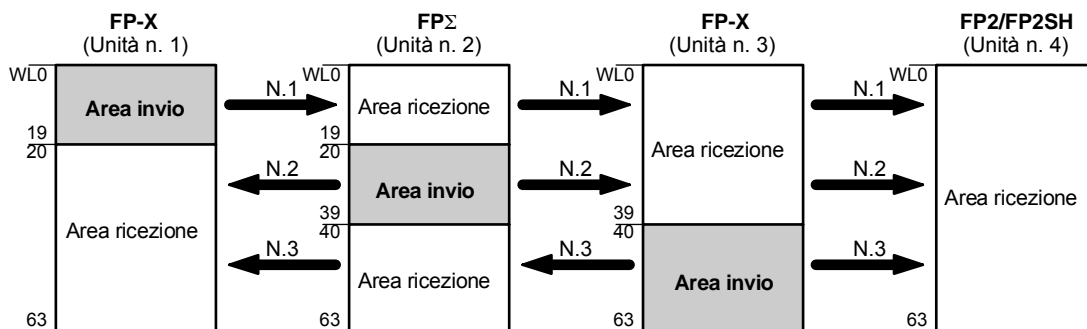 FP-X FPΣ FP-X FP2/FP2SH
(Unità n. 1) (Unità n. 2) (Unità n. 3) (Unità n. 4)
WL0 WL0 WL0
Area invio N.1 Area ricezione N.1 N.1
19 19
20 20
Area ricezione Area ricezione
N.2 Area invio N.2 N.2
Area ricezione
39 39
40 40
N.3 N.3 N.3
Area ricezione Area invio
63 63 63 63